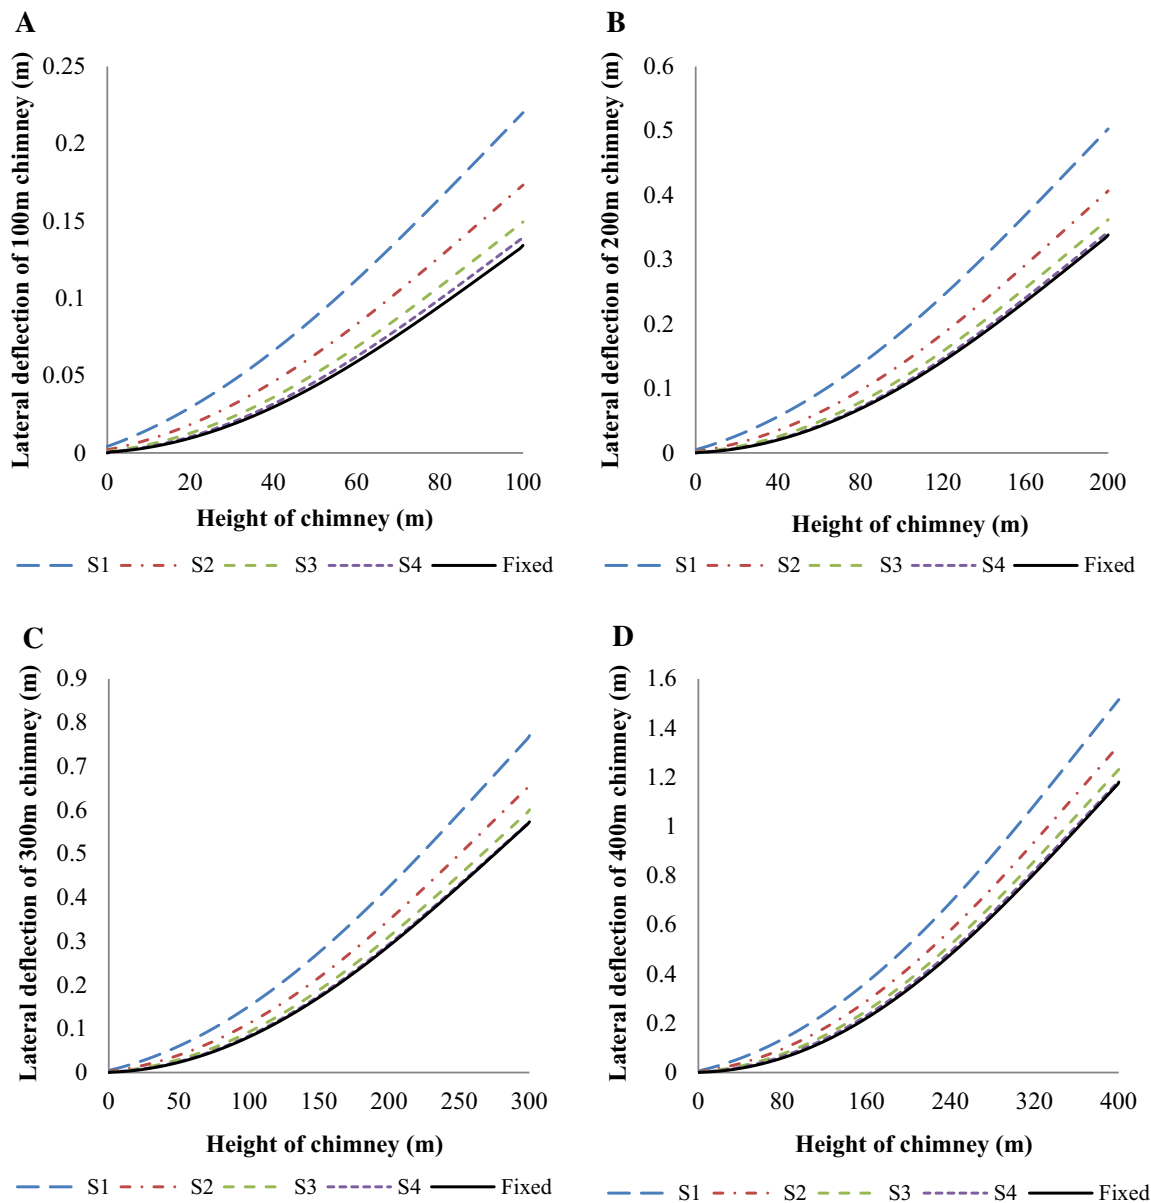 A
Lateral deflection of 100m chimney (m)
0.25
0.2
0.15
0.1
0.05
0
0 20 40 60 80 100
Height of chimney (m)
S1 S2 S3 S4 Fixed
B
Lateral deflection of 200m chimney (m)
0.6
0.5
0.4
0.3
0.2
0.1
0
0 40 80 120 160 200
Height of chimney (m)
S1 S2 S3 S4 Fixed
C
Lateral deflection of 300m chimney (m)
0.9
0.8
0.7
0.6
0.5
0.4
0.3
0.2
0.1
0
0 50 100 150 200 250 300
Height of chimney (m)
S1 S2 S3 S4 Fixed
D
Lateral deflection of 400m chimney (m)
1.6
1.4
1.2
1
0.8
0.6
0.4
0.2
0
0 80 160 240 320 400
Height of chimney (m)
S1 S2 S3 S4 Fixed